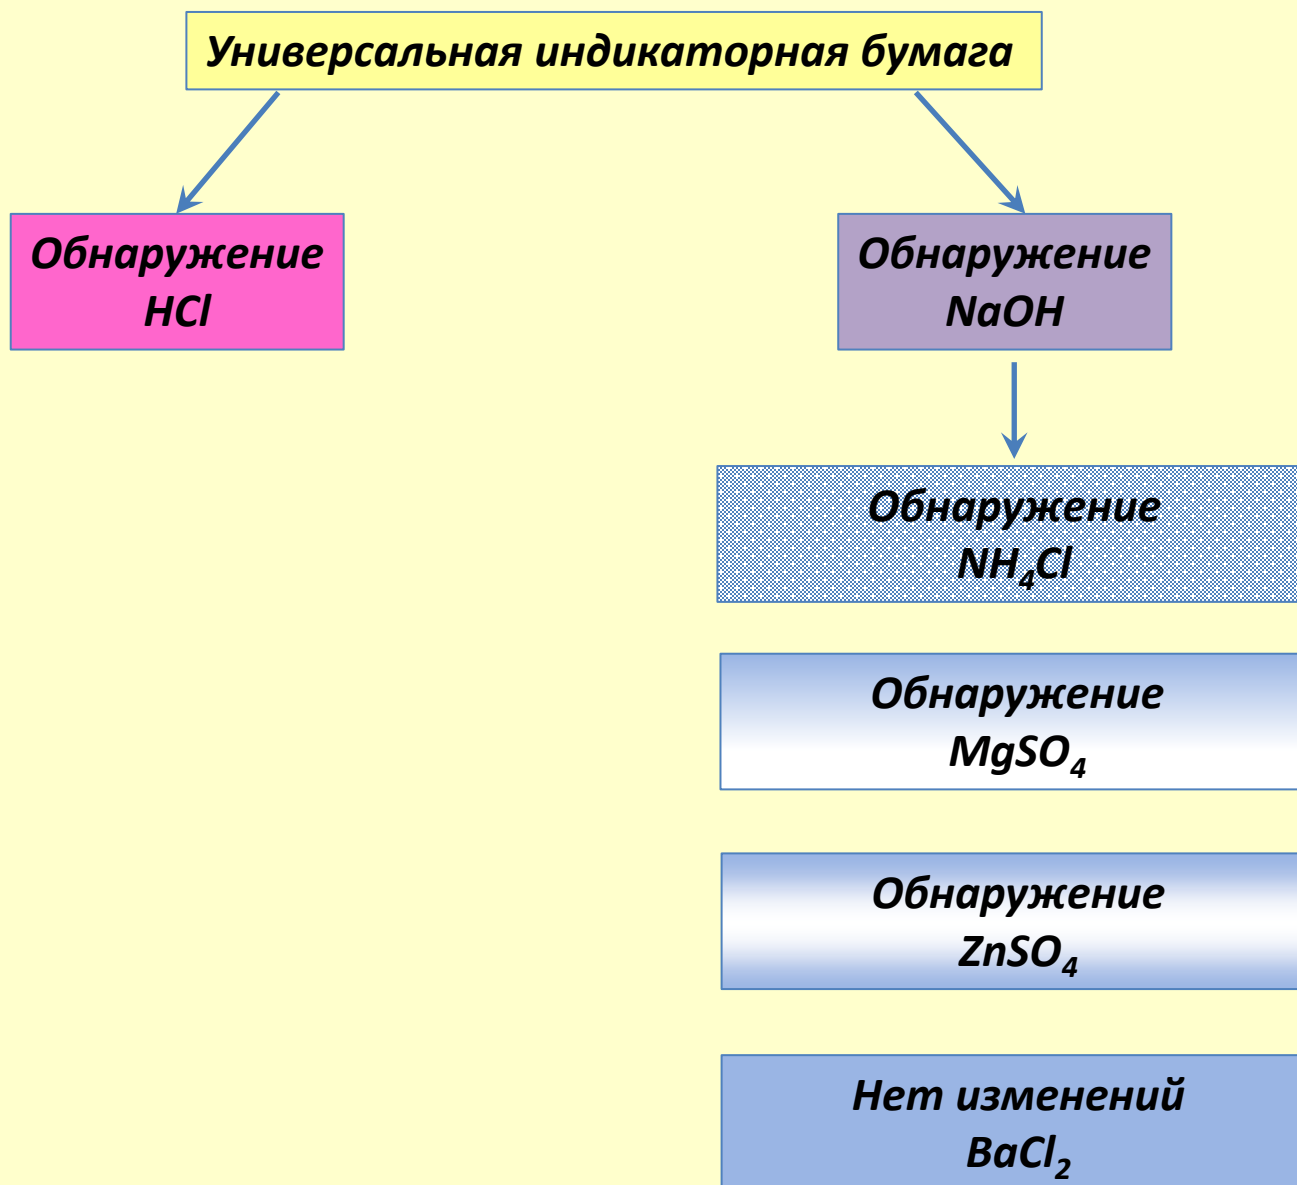 Универсальная индикаторная бумага
Обнаружение
HCl
Обнаружение
NaOH
Обнаружение
NH₄Cl
Обнаружение
MgSO₄
Обнаружение
ZnSO₄
Нет изменений
BaCl₂